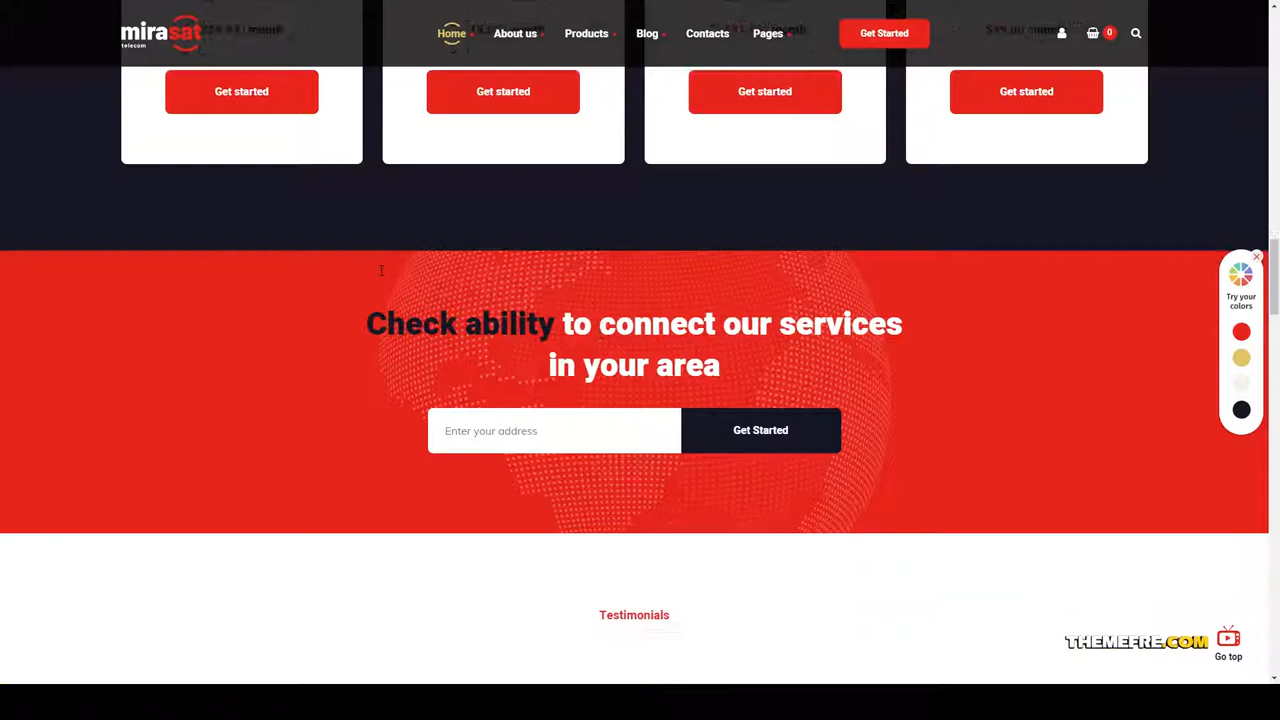 mirasat
telecom
Home
About us
Products
Blog
Contacts
Pages
Get Started
0
Get started
Get started
Get started
Get started
Check ability to connect our services
in your area
Enter your address
Get Started
Try your
colors
Testimonials
THEMEFRE.COM
Go top